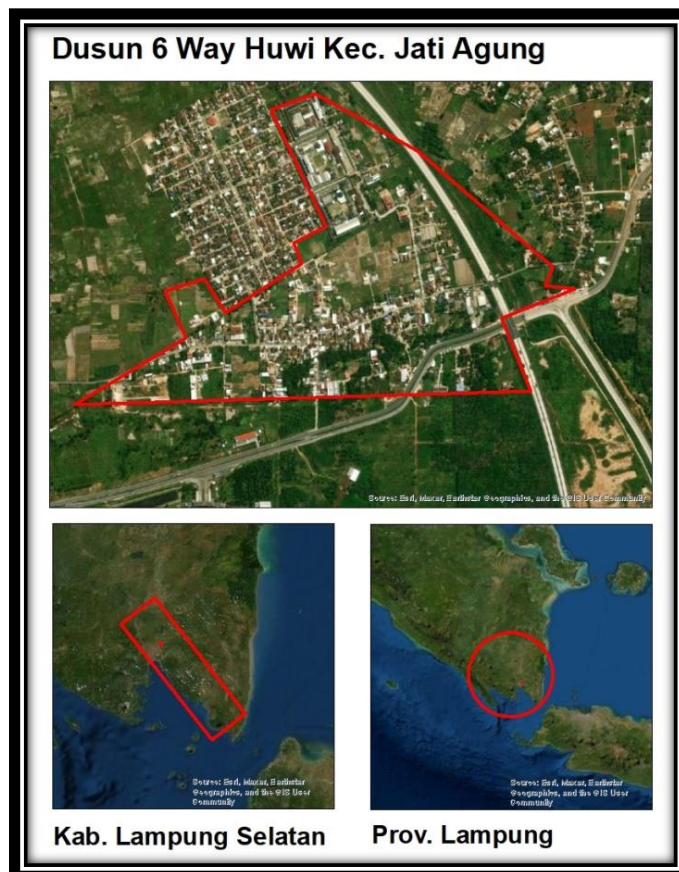 Dusun 6 Way Huwi Kec. Jati Agung
Source: Esri, Maxar, Earthstar Geographics, and the GIS User Community
Source: Esri, Maxar, Earthstar
Geographics, and the GIS User
Community
Source: Esri, Maxar, Earthstar
Geographics, and the GIS User
Community
Kab. Lampung Selatan
Prov. Lampung